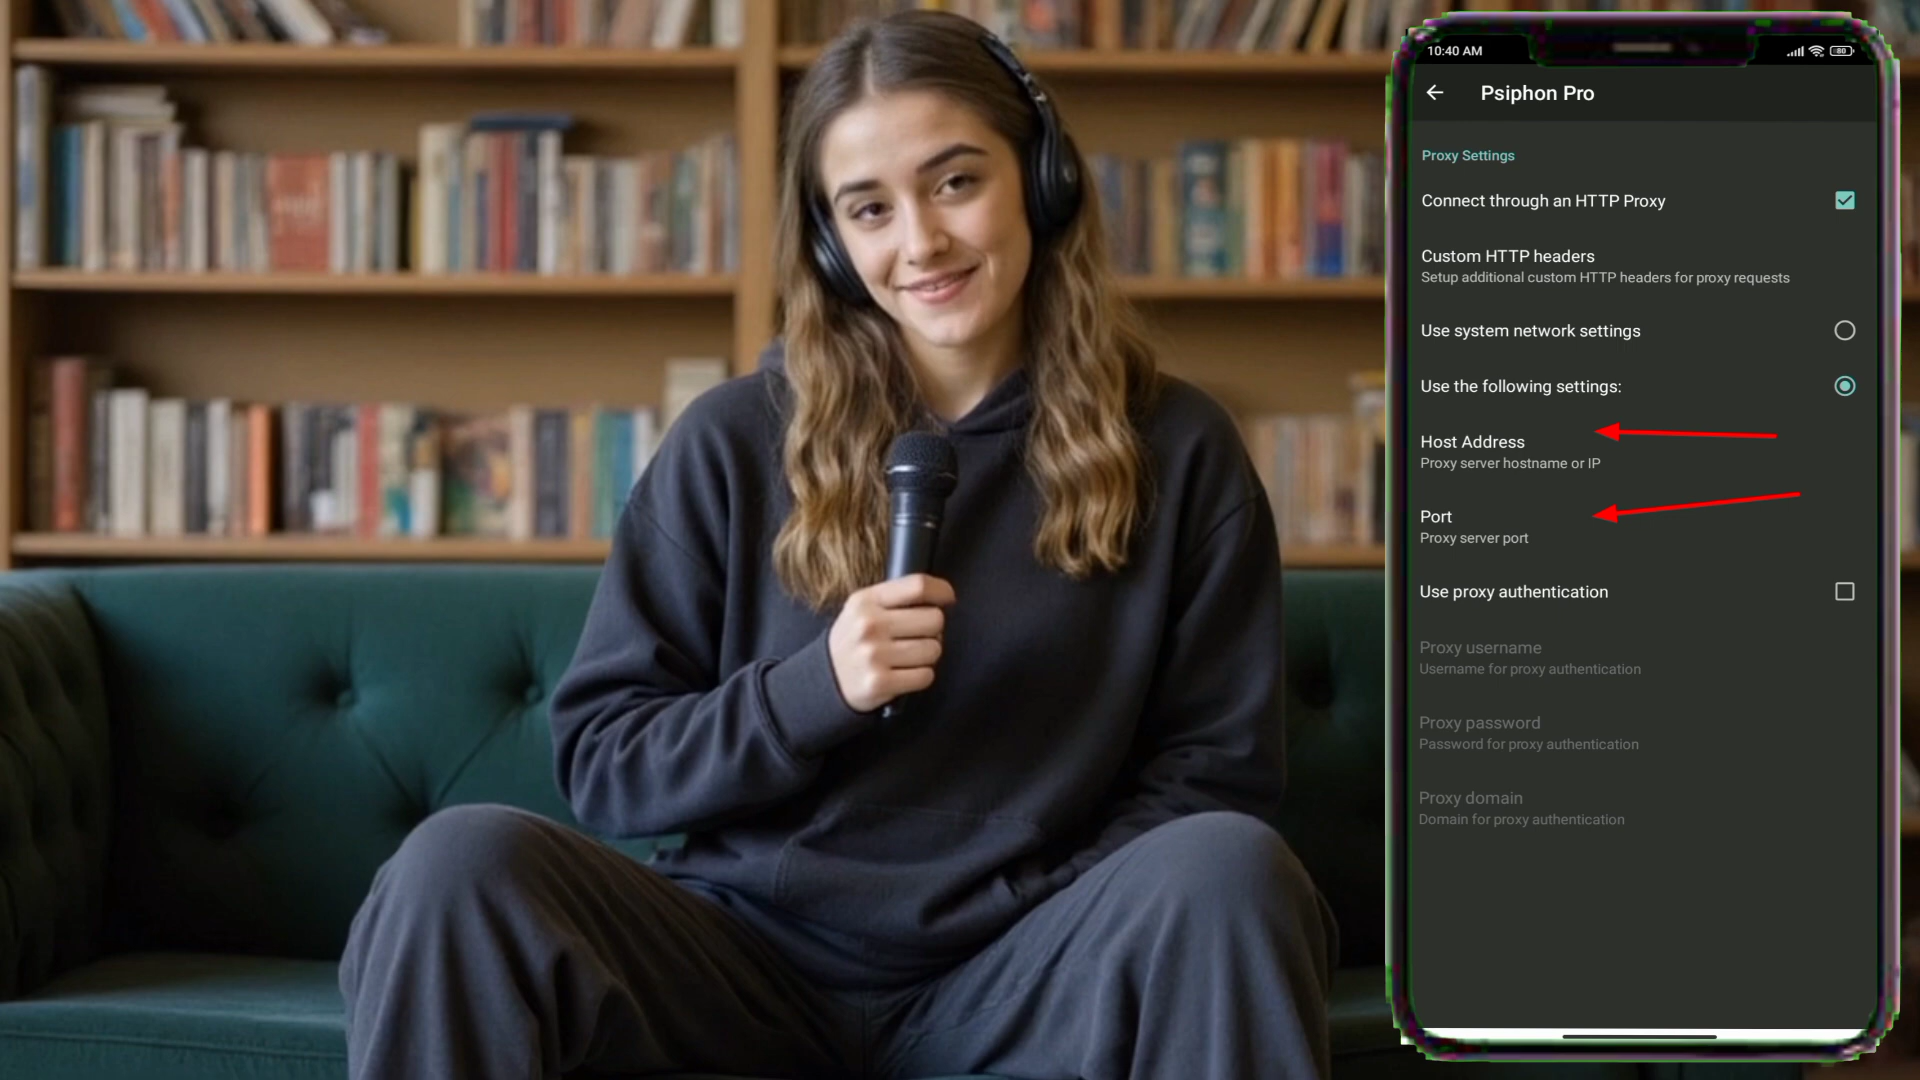 10:40 AM
80
Psiphon Pro
Proxy Settings
Connect through an HTTP Proxy
Custom HTTP headers
Setup additional custom HTTP headers for proxy requests
Use system network settings
Use the following settings:
Host Address
Proxy server hostname or IP
Port
Proxy server port
Use proxy authentication
Proxy username
Username for proxy authentication
Proxy password
Password for proxy authentication
Proxy domain
Domain for proxy authentication